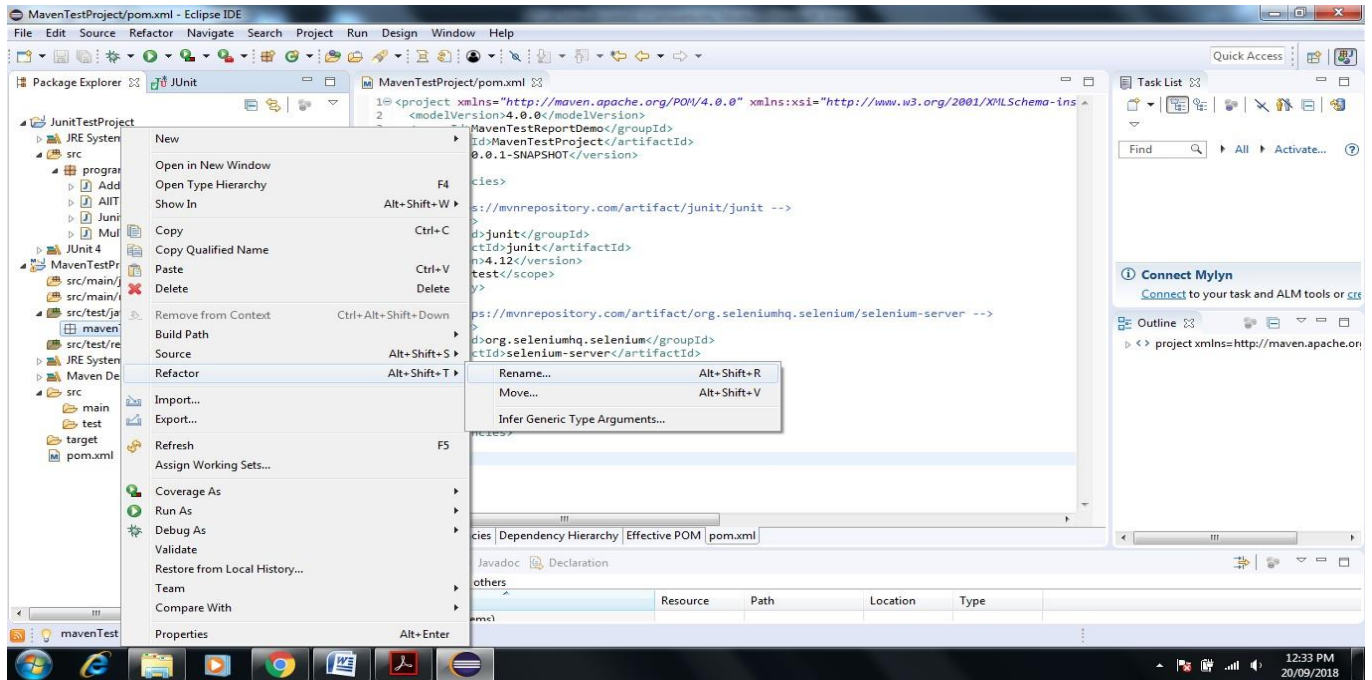 MavenTestProject/pom.xml - Eclipse IDE
File Edit Source Refactor Navigate Search Project Run Design Window Help
Quick Access
Package Explorer JUnit
JunitTestProject
JRE System
src
program
Add
AllT
Juni
Mul
JUnit 4
MavenTestPr
src/main/j
src/main/r
src/test/ja
maven
src/test/re
JRE System
Maven De
src
main
test
target
pom.xml
New
Open in New Window
Open Type Hierarchy F4
Show In Alt+Shift+W
Copy Ctrl+C
Copy Qualified Name
Paste Ctrl+V
Delete Delete
Remove from Context Ctrl+Alt+Shift+Down
Build Path
Source Alt+Shift+S
Refactor Alt+Shift+T
Import...
Export...
Refresh F5
Assign Working Sets...
Coverage As
Run As
Debug As
Validate
Restore from Local History...
Team
Compare With
Properties Alt+Enter
Rename... Alt+Shift+R
Move... Alt+Shift+V
Infer Generic Type Arguments...
MavenTestProject/pom.xml
1 <project xmlns="http://maven.apache.org/POM/4.0.0" xmlns:xsi="http://www.w3.org/2001/XMLSchema-ins
2 <modelVersion>4.0.0</modelVersion>
MavenTestReportDemo</groupId>
Id>MavenTestProject</artifactId>
0.0.1-SNAPSHOT</version>
cies>
s://mvnrepository.com/artifact/junit/junit -->
>
d>junit</groupId>
ctId>junit</artifactId>
n>4.12</version>
test</scope>
y>
ps://mvnrepository.com/artifact/org.seleniumhq.selenium/selenium-server -->
>
d>org.seleniumhq.selenium</groupId>
ctId>selenium-server</artifactId>
ncies>
cies Dependency Hierarchy Effective POM pom.xml
Javadoc Declaration
others
Resource Path Location Type
ems)
Task List
Find All Activate...
Connect Mylyn
Connect to your task and ALM tools or cre
Outline
project xmlns=http://maven.apache.or
mavenTest
12:33 PM
20/09/2018